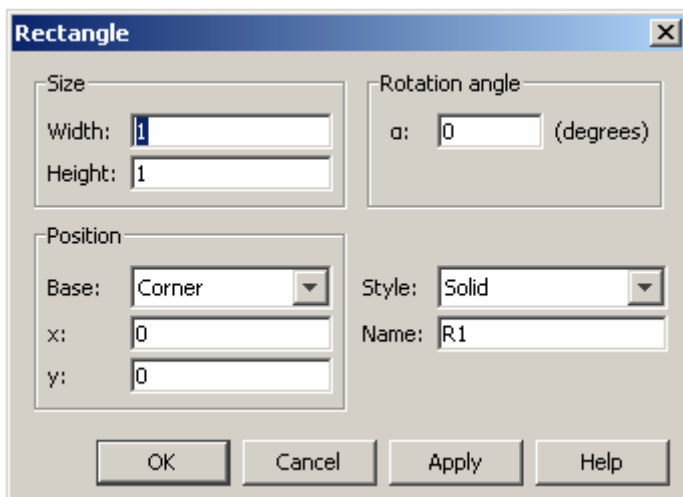 Rectangle
Size
Width: 1
Height: 1
Rotation angle
α: 0 (degrees)
Position
Base: Corner
x: 0
y: 0
Style: Solid
Name: R1
OK Cancel Apply Help